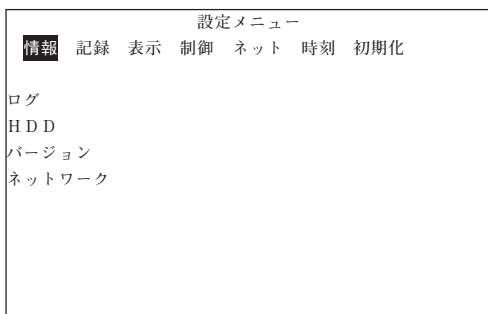 設定メニュー
情報 記録 表示 制御 ネット 時刻 初期化
ログ
ＨＤＤ
バージョン
ネットワーク